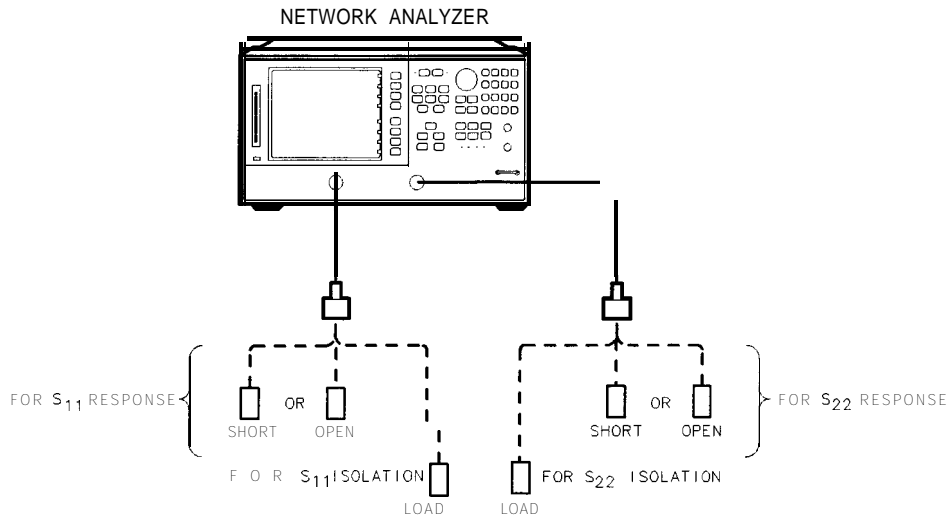 NETWORK ANALYZER
FOR S11 RESPONSE
OR
OR
FOR S22 RESPONSE
SHORT
OPEN
SHORT
OPEN
FOR S11 ISOLATION
FOR S22 ISOLATION
LOAD
LOAD